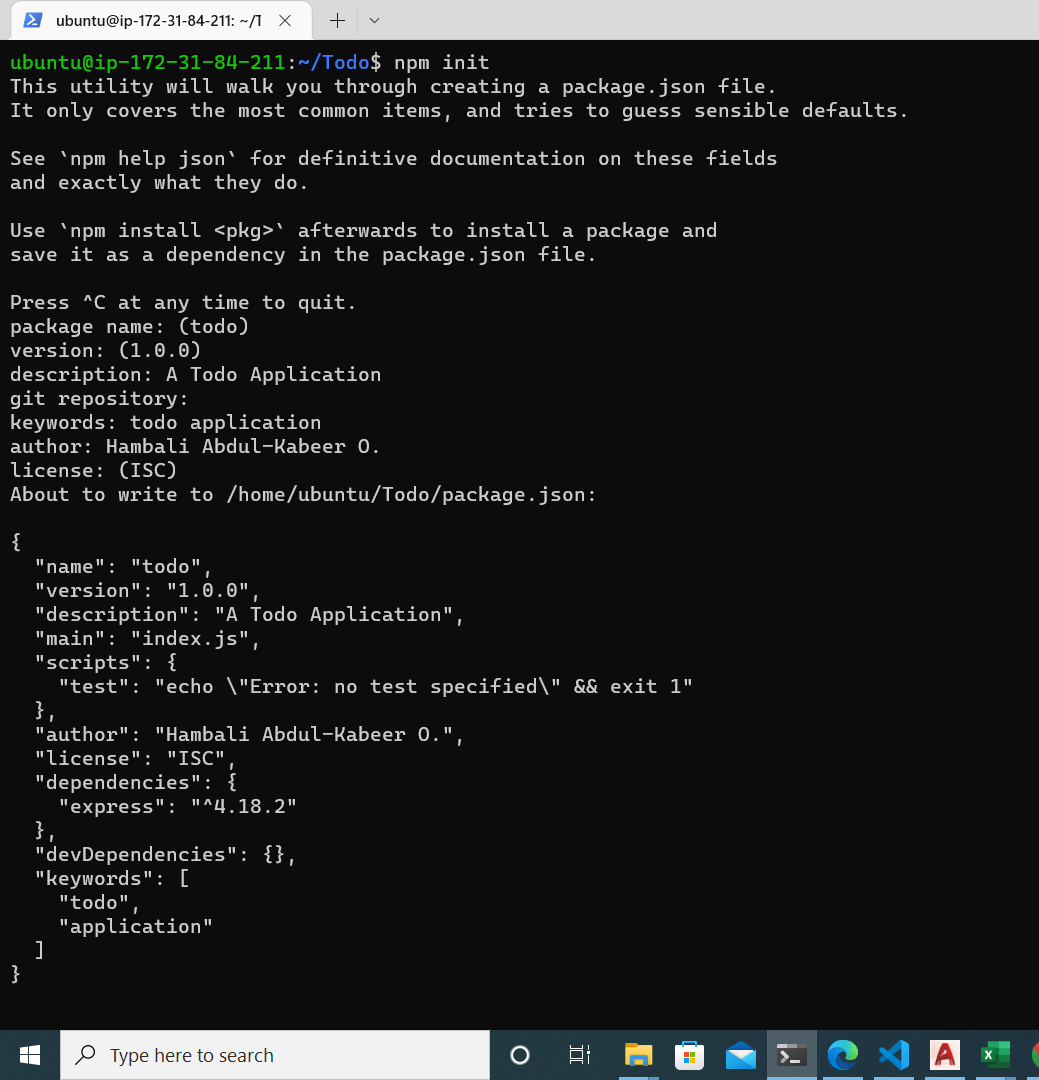 ubuntu@ip-172-31-84-211: ~/T
ubuntu@ip-172-31-84-211:~/Todo$ npm init
This utility will walk you through creating a package.json file.
It only covers the most common items, and tries to guess sensible defaults.

See `npm help json` for definitive documentation on these fields
and exactly what they do.

Use `npm install <pkg>` afterwards to install a package and
save it as a dependency in the package.json file.

Press ^C at any time to quit.
package name: (todo)
version: (1.0.0)
description: A Todo Application
git repository:
keywords: todo application
author: Hambali Abdul-Kabeer O.
license: (ISC)
About to write to /home/ubuntu/Todo/package.json:

{
  "name": "todo",
  "version": "1.0.0",
  "description": "A Todo Application",
  "main": "index.js",
  "scripts": {
    "test": "echo \"Error: no test specified\" && exit 1"
  },
  "author": "Hambali Abdul-Kabeer O.",
  "license": "ISC",
  "dependencies": {
    "express": "^4.18.2"
  },
  "devDependencies": {},
  "keywords": [
    "todo",
    "application"
  ]
}
Type here to search